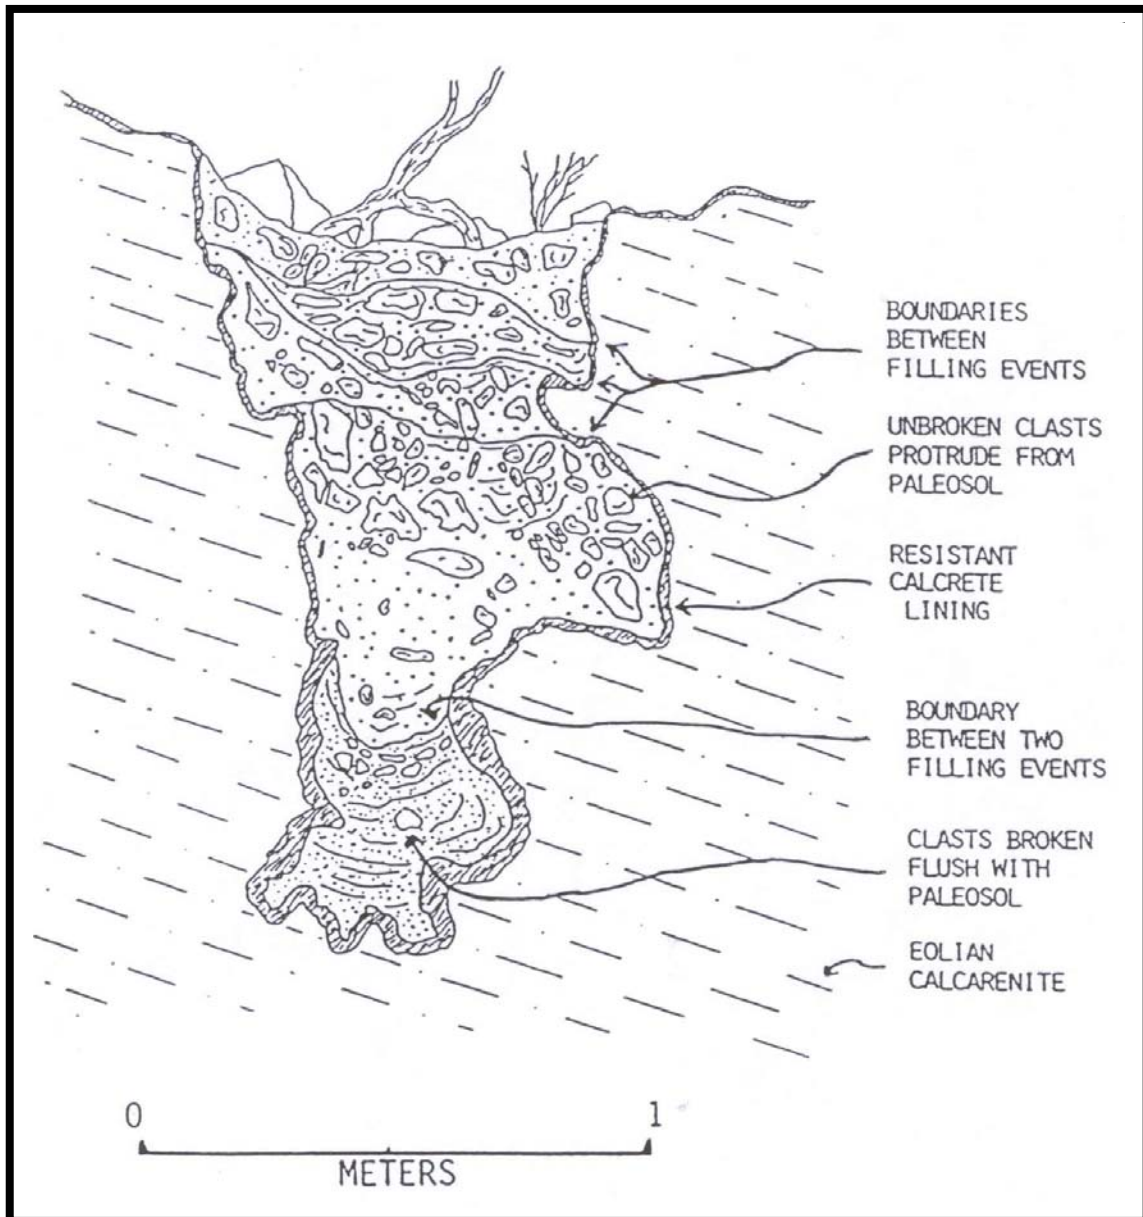 BOUNDARIES
BETWEEN
FILLING EVENTS
UNBROKEN CLASTS
PROTRUDE FROM
PALEOSOL
RESISTANT
CALCRETE
LINING
BOUNDARY
BETWEEN TWO
FILLING EVENTS
CLASTS BROKEN
FLUSH WITH
PALEOSOL
EOLIAN
CALCARENITE
0 1
METERS